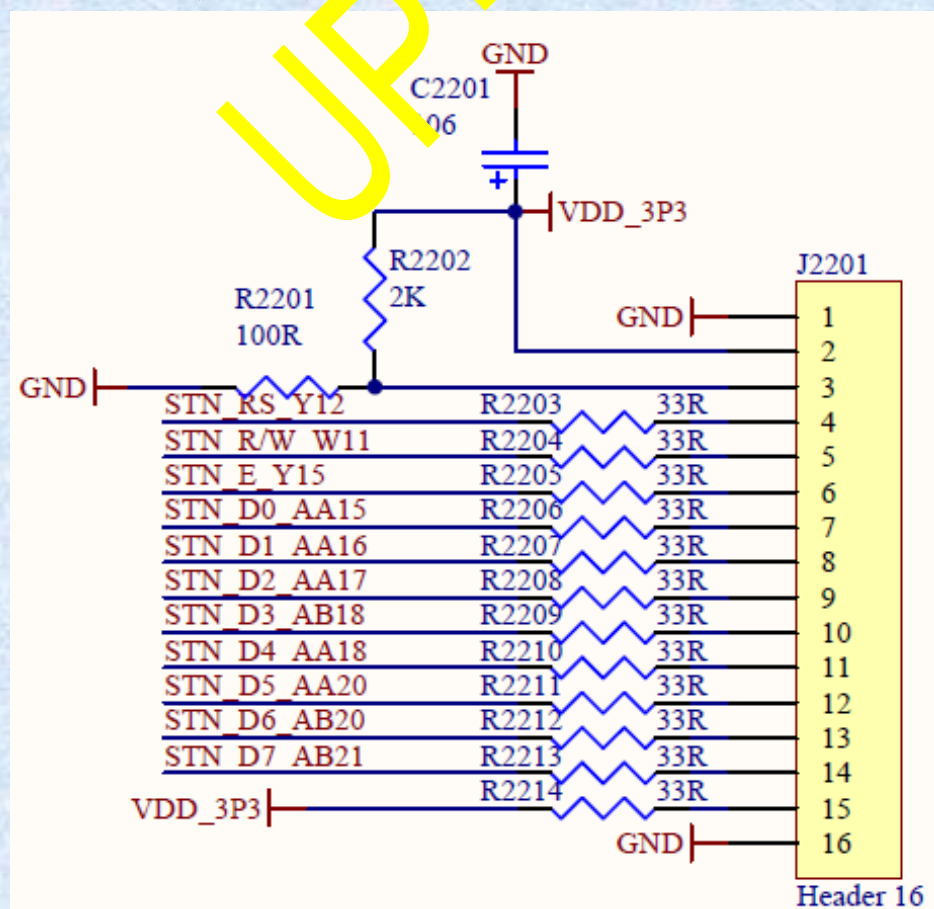 UP
GND
C2201
06
VDD_3P3
R2202
2K
R2201
100R
GND
J2201
GND
1
2
3
STN_RS_Y12 R2203 33R 4
STN_R/W_W11 R2204 33R 5
STN_E_Y15 R2205 33R 6
STN_D0_AA15 R2206 33R 7
STN_D1_AA16 R2207 33R 8
STN_D2_AA17 R2208 33R 9
STN_D3_AB18 R2209 33R 10
STN_D4_AA18 R2210 33R 11
STN_D5_AA20 R2211 33R 12
STN_D6_AB20 R2212 33R 13
STN_D7_AB21 R2213 33R 14
VDD_3P3 R2214 33R 15
GND 16
Header 16